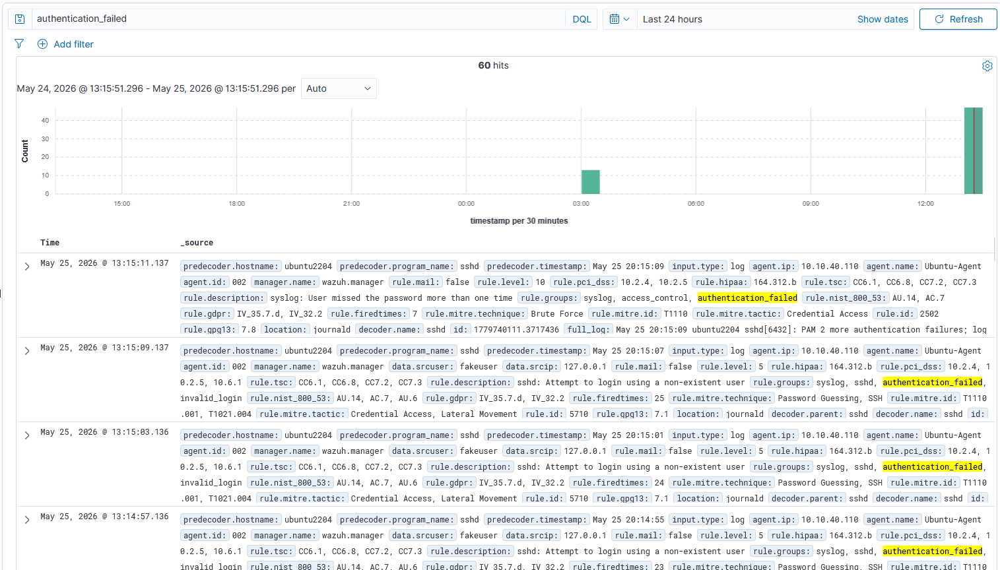 authentication_failed DQL Last 24 hours Show dates Refresh
Add filter
60 hits
May 24, 2026 @ 13:15:51.296 - May 25, 2026 @ 13:15:51.296 per Auto
Count
40
30
20
10
0
15:00 18:00 21:00 00:00 03:00 06:00 09:00 12:00
timestamp per 30 minutes
Time _source
May 25, 2026 @ 13:15:11.137 predecoder.hostname: ubuntu2204 predecoder.program_name: sshd predecoder.timestamp: May 25 20:15:09 input.type: log agent.ip: 10.10.40.110 agent.name: Ubuntu-Agent
agent.id: 002 manager.name: wazuh.manager rule.mail: false rule.level: 10 rule.pci_dss: 10.2.4, 10.2.5 rule.hipaa: 164.312.b rule.tsc: CC6.1, CC6.8, CC7.2, CC7.3
rule.description: syslog: User missed the password more than one time rule.groups: syslog, access_control, authentication_failed rule.nist_800_53: AU.14, AC.7
rule.gdpr: IV_35.7.d, IV_32.2 rule.firedtimes: 7 rule.mitre.technique: Brute Force rule.mitre.id: T1110 rule.mitre.tactic: Credential Access rule.id: 2502
rule.gpg13: 7.8 location: journald decoder.name: sshd id: 1779740111.3717436 full_log: May 25 20:15:09 ubuntu2204 sshd[6432]: PAM 2 more authentication failures; log
May 25, 2026 @ 13:15:09.137 predecoder.hostname: ubuntu2204 predecoder.program_name: sshd predecoder.timestamp: May 25 20:15:07 input.type: log agent.ip: 10.10.40.110 agent.name: Ubuntu-Agent
agent.id: 002 manager.name: wazuh.manager data.srcuser: fakeuser data.srcip: 127.0.0.1 rule.mail: false rule.level: 5 rule.hipaa: 164.312.b rule.pci_dss: 10.2.4, 1
0.2.5, 10.6.1 rule.tsc: CC6.1, CC6.8, CC7.2, CC7.3 rule.description: sshd: Attempt to login using a non-existent user rule.groups: syslog, sshd, authentication_failed,
invalid_login rule.nist_800_53: AU.14, AC.7, AU.6 rule.gdpr: IV_35.7.d, IV_32.2 rule.firedtimes: 25 rule.mitre.technique: Password Guessing, SSH rule.mitre.id: T1110
.001, T1021.004 rule.mitre.tactic: Credential Access, Lateral Movement rule.id: 5710 rule.gpg13: 7.1 location: journald decoder.parent: sshd decoder.name: sshd id:
May 25, 2026 @ 13:15:03.136 predecoder.hostname: ubuntu2204 predecoder.program_name: sshd predecoder.timestamp: May 25 20:15:01 input.type: log agent.ip: 10.10.40.110 agent.name: Ubuntu-Agent
agent.id: 002 manager.name: wazuh.manager data.srcuser: fakeuser data.srcip: 127.0.0.1 rule.mail: false rule.level: 5 rule.hipaa: 164.312.b rule.pci_dss: 10.2.4, 1
0.2.5, 10.6.1 rule.tsc: CC6.1, CC6.8, CC7.2, CC7.3 rule.description: sshd: Attempt to login using a non-existent user rule.groups: syslog, sshd, authentication_failed,
invalid_login rule.nist_800_53: AU.14, AC.7, AU.6 rule.gdpr: IV_35.7.d, IV_32.2 rule.firedtimes: 24 rule.mitre.technique: Password Guessing, SSH rule.mitre.id: T1110
.001, T1021.004 rule.mitre.tactic: Credential Access, Lateral Movement rule.id: 5710 rule.gpg13: 7.1 location: journald decoder.parent: sshd decoder.name: sshd id:
May 25, 2026 @ 13:14:57.136 predecoder.hostname: ubuntu2204 predecoder.program_name: sshd predecoder.timestamp: May 25 20:14:55 input.type: log agent.ip: 10.10.40.110 agent.name: Ubuntu-Agent
agent.id: 002 manager.name: wazuh.manager data.srcuser: fakeuser data.srcip: 127.0.0.1 rule.mail: false rule.level: 5 rule.hipaa: 164.312.b rule.pci_dss: 10.2.4, 1
0.2.5, 10.6.1 rule.tsc: CC6.1, CC6.8, CC7.2, CC7.3 rule.description: sshd: Attempt to login using a non-existent user rule.groups: syslog, sshd, authentication_failed,
invalid_login rule.nist_800_53: AU.14, AC.7, AU.6 rule.gdpr: IV_35.7.d, IV_32.2 rule.firedtimes: 23 rule.mitre.technique: Password Guessing, SSH rule.mitre.id: T1110